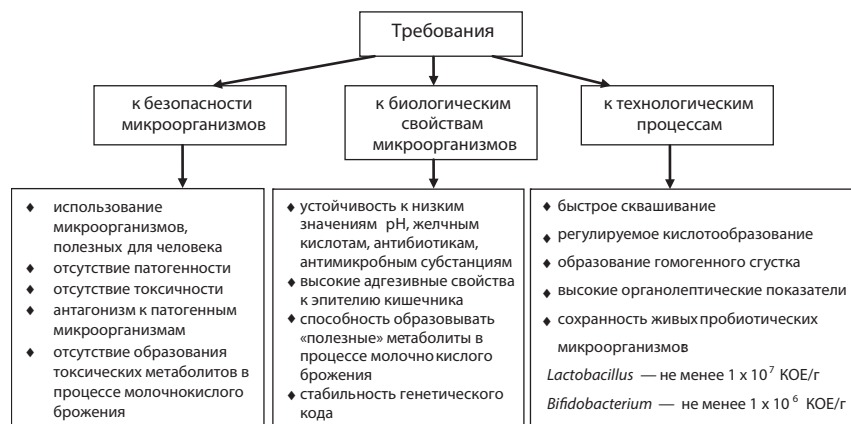 Требования
к безопасности
микроорганизмов
к биологическим
свойствам
микроорганизмов
к технологическим
процессам
♦ использование
микроорганизмов,
полезных для человека
♦ отсутствие патогенности
♦ отсутствие токсичности
♦ антагонизм к патогенным
микроорганизмам
♦ отсутствие образования
токсических метаболитов в
процессе молочнокислого
брожения
♦ устойчивость к низким
значениям pH, желчным
кислотам, антибиотикам,
антимикробным субстанциям
♦ высокие адгезивные свойства
к эпителию кишечника
♦ способность образовывать
«полезные» метаболиты в
процессе молочно кислого
брожения
♦ стабильность генетического
кода
♦ быстрое сквашивание
♦ регулируемое кислотообразование
♦ образование гомогенного сгустка
♦ высокие органолептические показатели
♦ сохранность живых пробиотических
микроорганизмов
Lactobacillus — не менее 1 x 10⁷ КОЕ/г
Bifidobacterium — не менее 1 x 10⁶ КОЕ/г